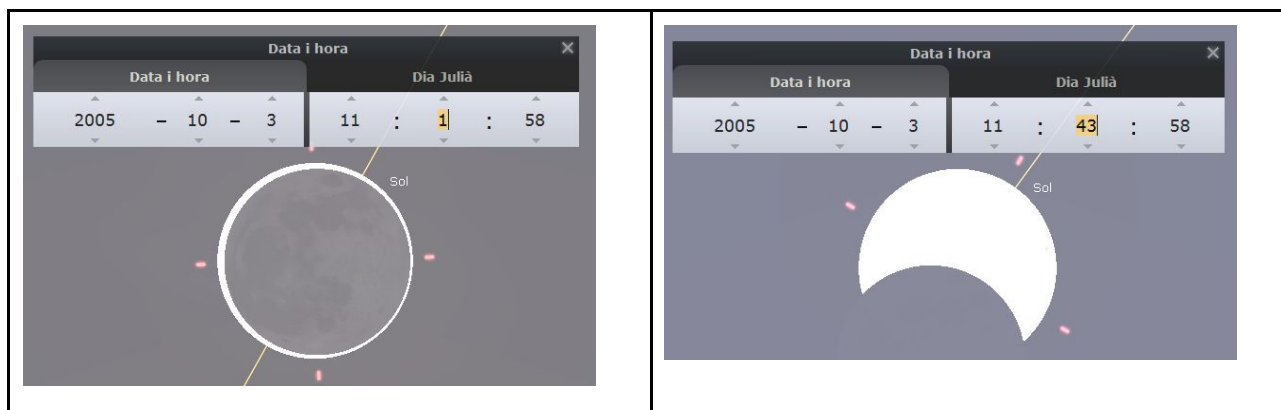 Data i hora ×
Data i hora Dia Julià
2005 – 10 – 3 11 : 1 : 58
Sol
Data i hora ×
Data i hora Dia Julià
2005 – 10 – 3 11 : 43 : 58
Sol